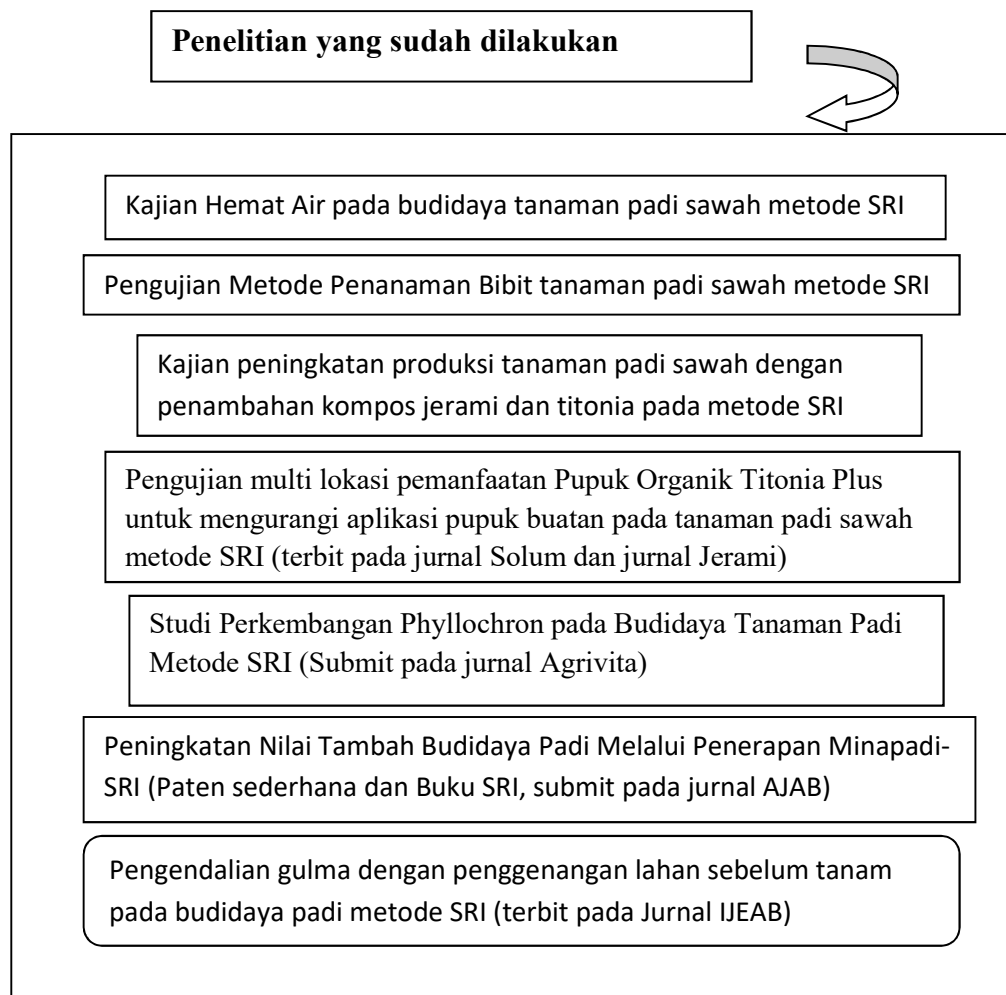 Penelitian yang sudah dilakukan
Kajian Hemat Air pada budidaya tanaman padi sawah metode SRI
Pengujian Metode Penanaman Bibit tanaman padi sawah metode SRI
Kajian peningkatan produksi tanaman padi sawah dengan
penambahan kompos jerami dan titonia pada metode SRI
Pengujian multi lokasi pemanfaatan Pupuk Organik Titonia Plus
untuk mengurangi aplikasi pupuk buatan pada tanaman padi sawah
metode SRI (terbit pada jurnal Solum dan jurnal Jerami)
Studi Perkembangan Phyllochron pada Budidaya Tanaman Padi
Metode SRI (Submit pada jurnal Agrivita)
Peningkatan Nilai Tambah Budidaya Padi Melalui Penerapan Minapadi-
SRI (Paten sederhana dan Buku SRI, submit pada jurnal AJAB)
Pengendalian gulma dengan penggenangan lahan sebelum tanam
pada budidaya padi metode SRI (terbit pada Jurnal IJEAB)